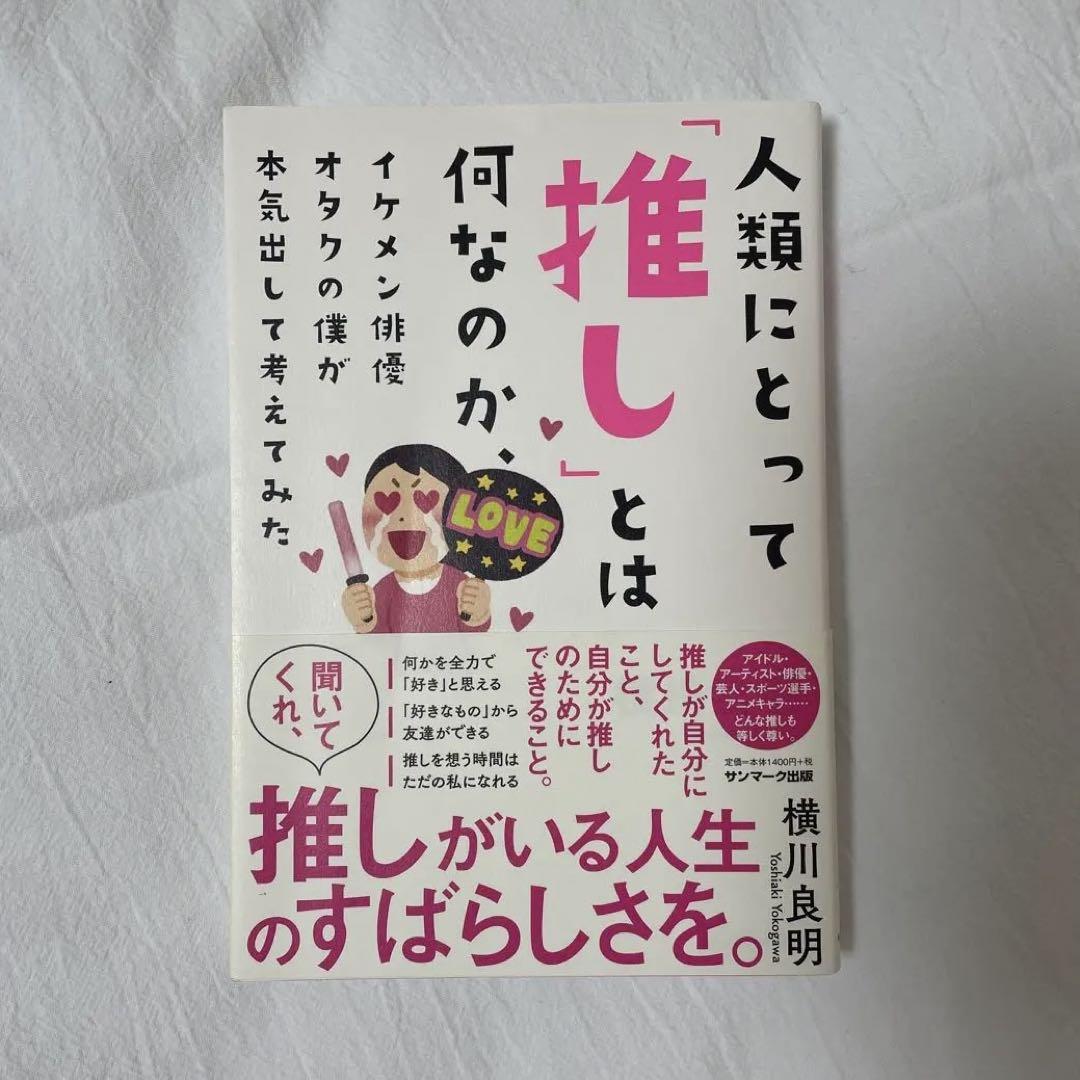 人類にとって
「推し」とは
何なのか、
イケメン俳優
オタクの僕が
本気出して考えてみた
LOVE
アイドル・
アーティスト・俳優・
芸人・スポーツ選手・
アニメキャラ……
どんな推しも
等しく尊い。
定価=本体1400円+税
サンマーク出版
推しが自分に
してくれた
こと、
自分が推し
のために
できること。
何かを全力で
「好き」と思える
「好きなもの」から
友達ができる
推しを想う時間は
ただの私になれる
聞いて
くれ、
推しがいる人生
のすばらしさを。
横川良明
Yoshiaki Yokogawa